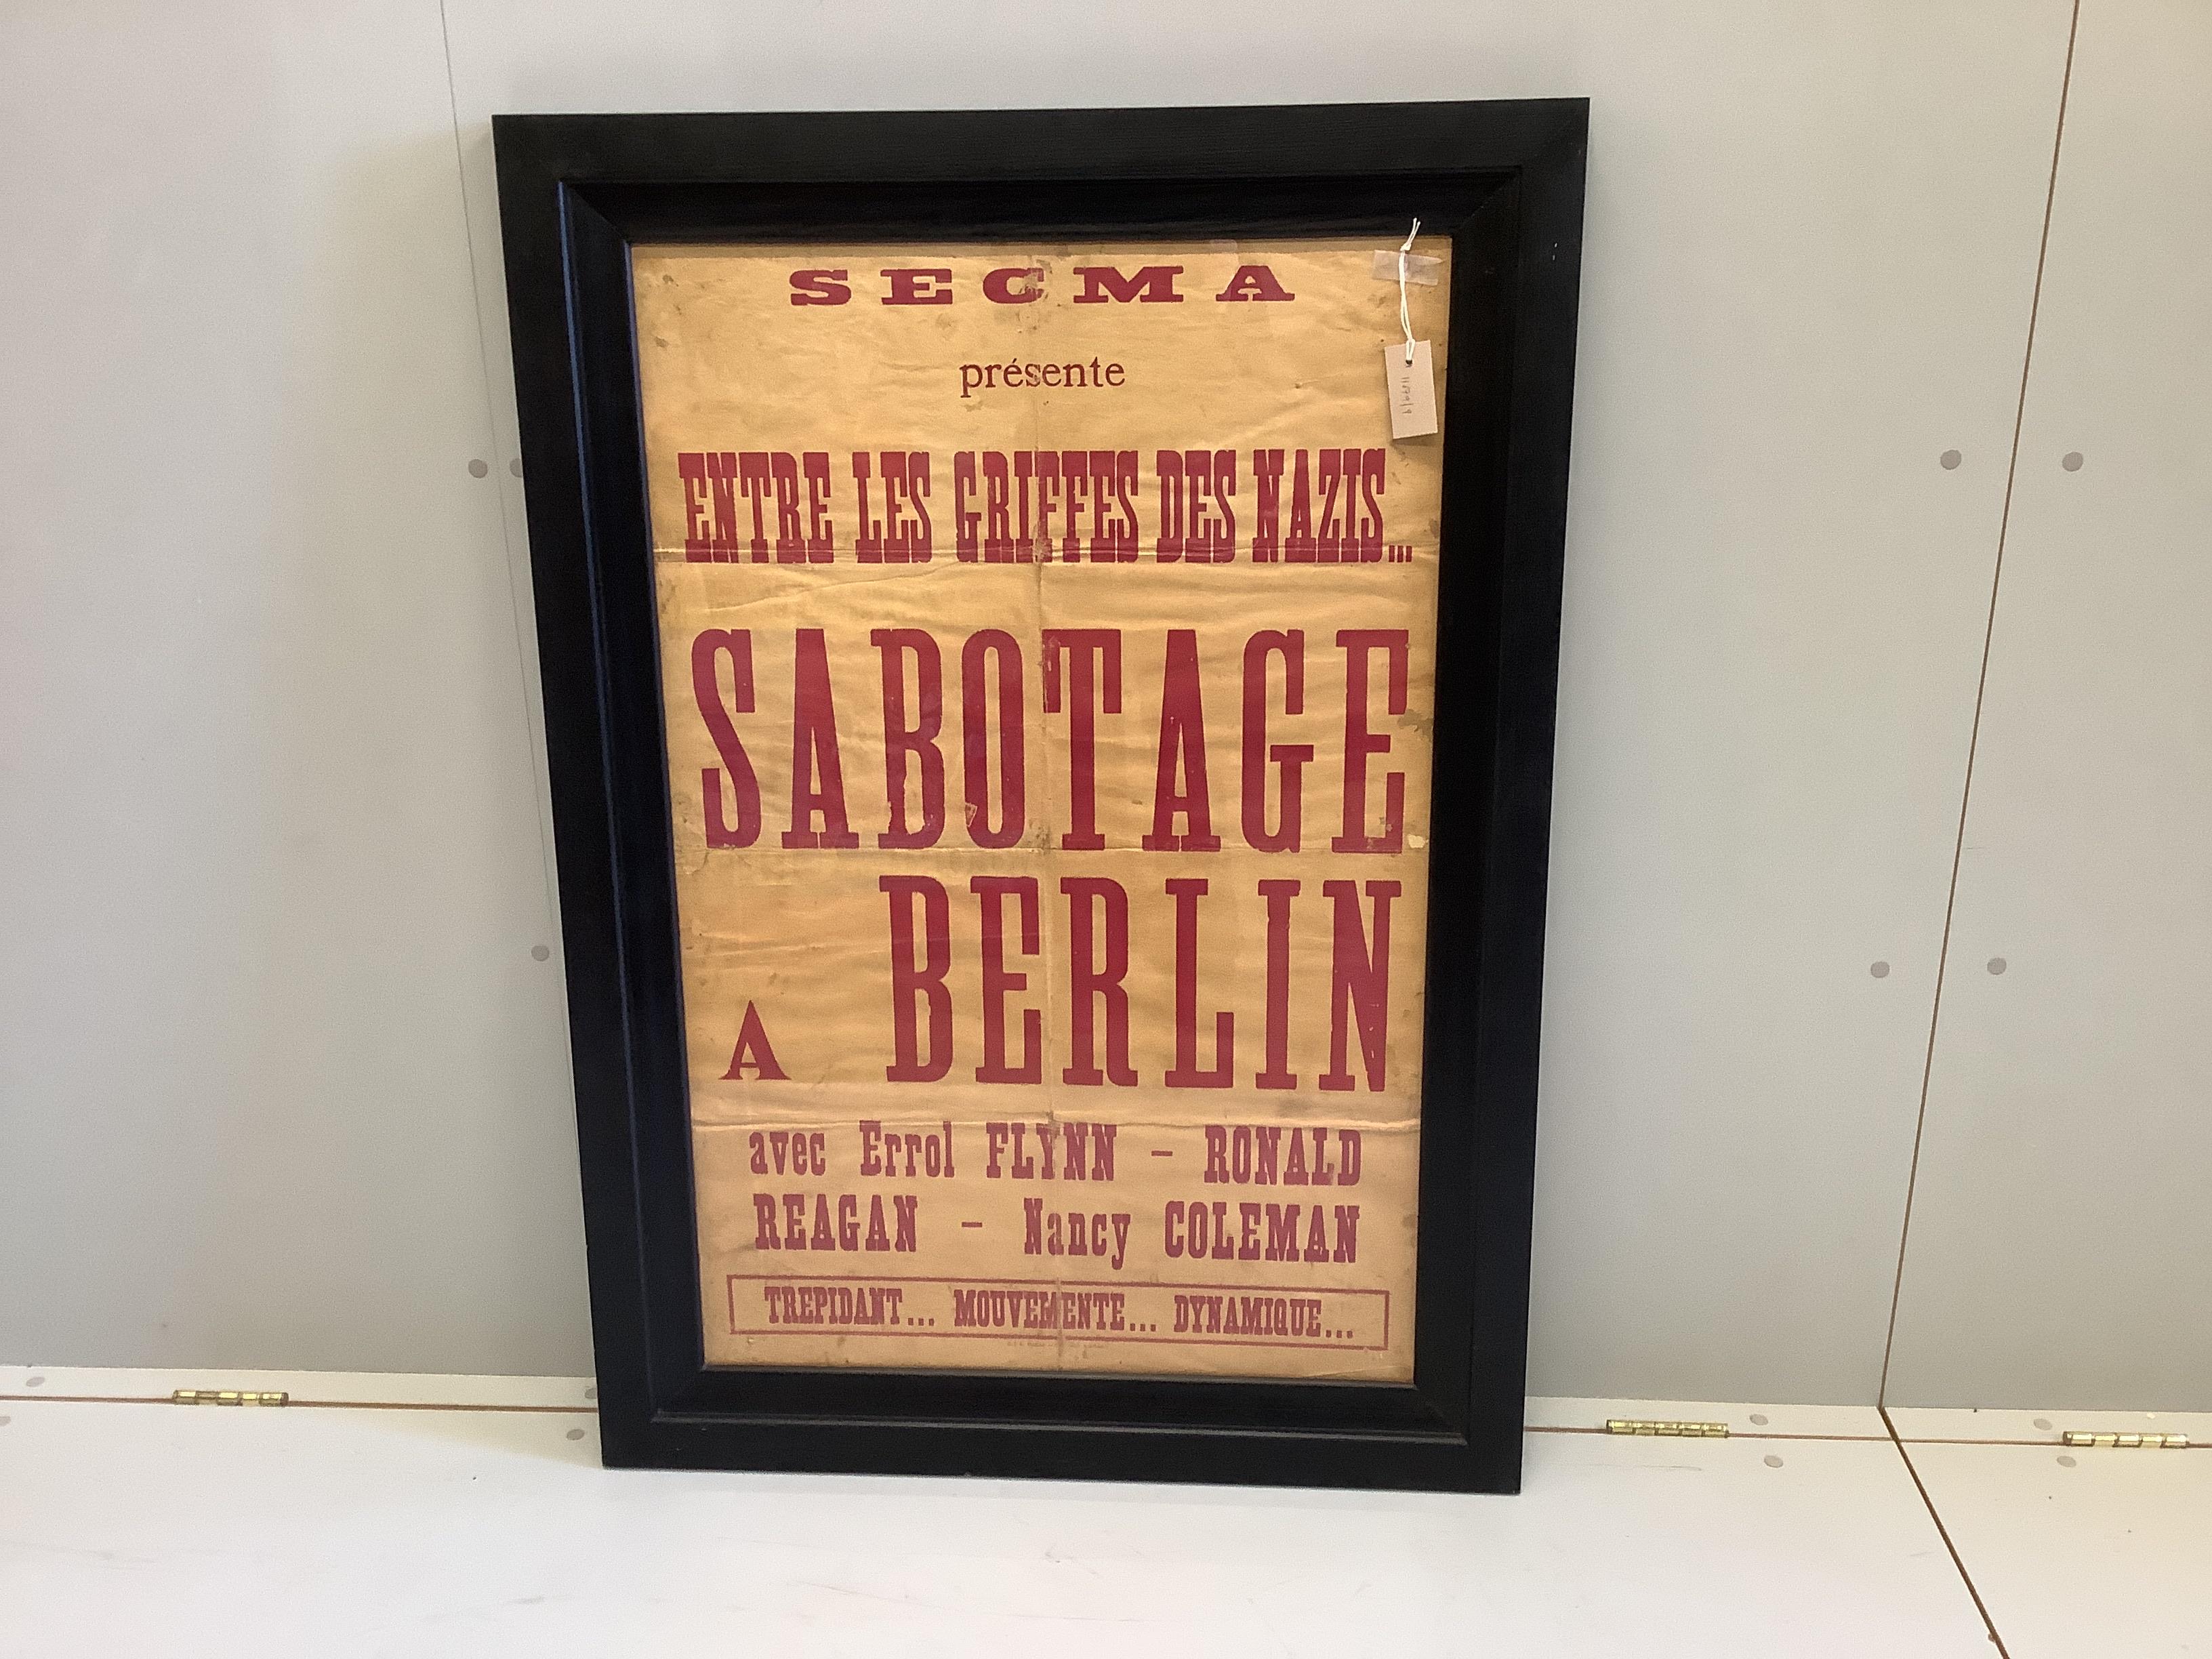 SECMA
présente
ENTRE LES GRIFFES DES NAZIS...
SABOTAGE
A BERLIN
avec Errol FLYNN - RONALD
REAGAN - Nancy COLEMAN
TREPIDANT... MOUVEMENTE... DYNAMIQUE...